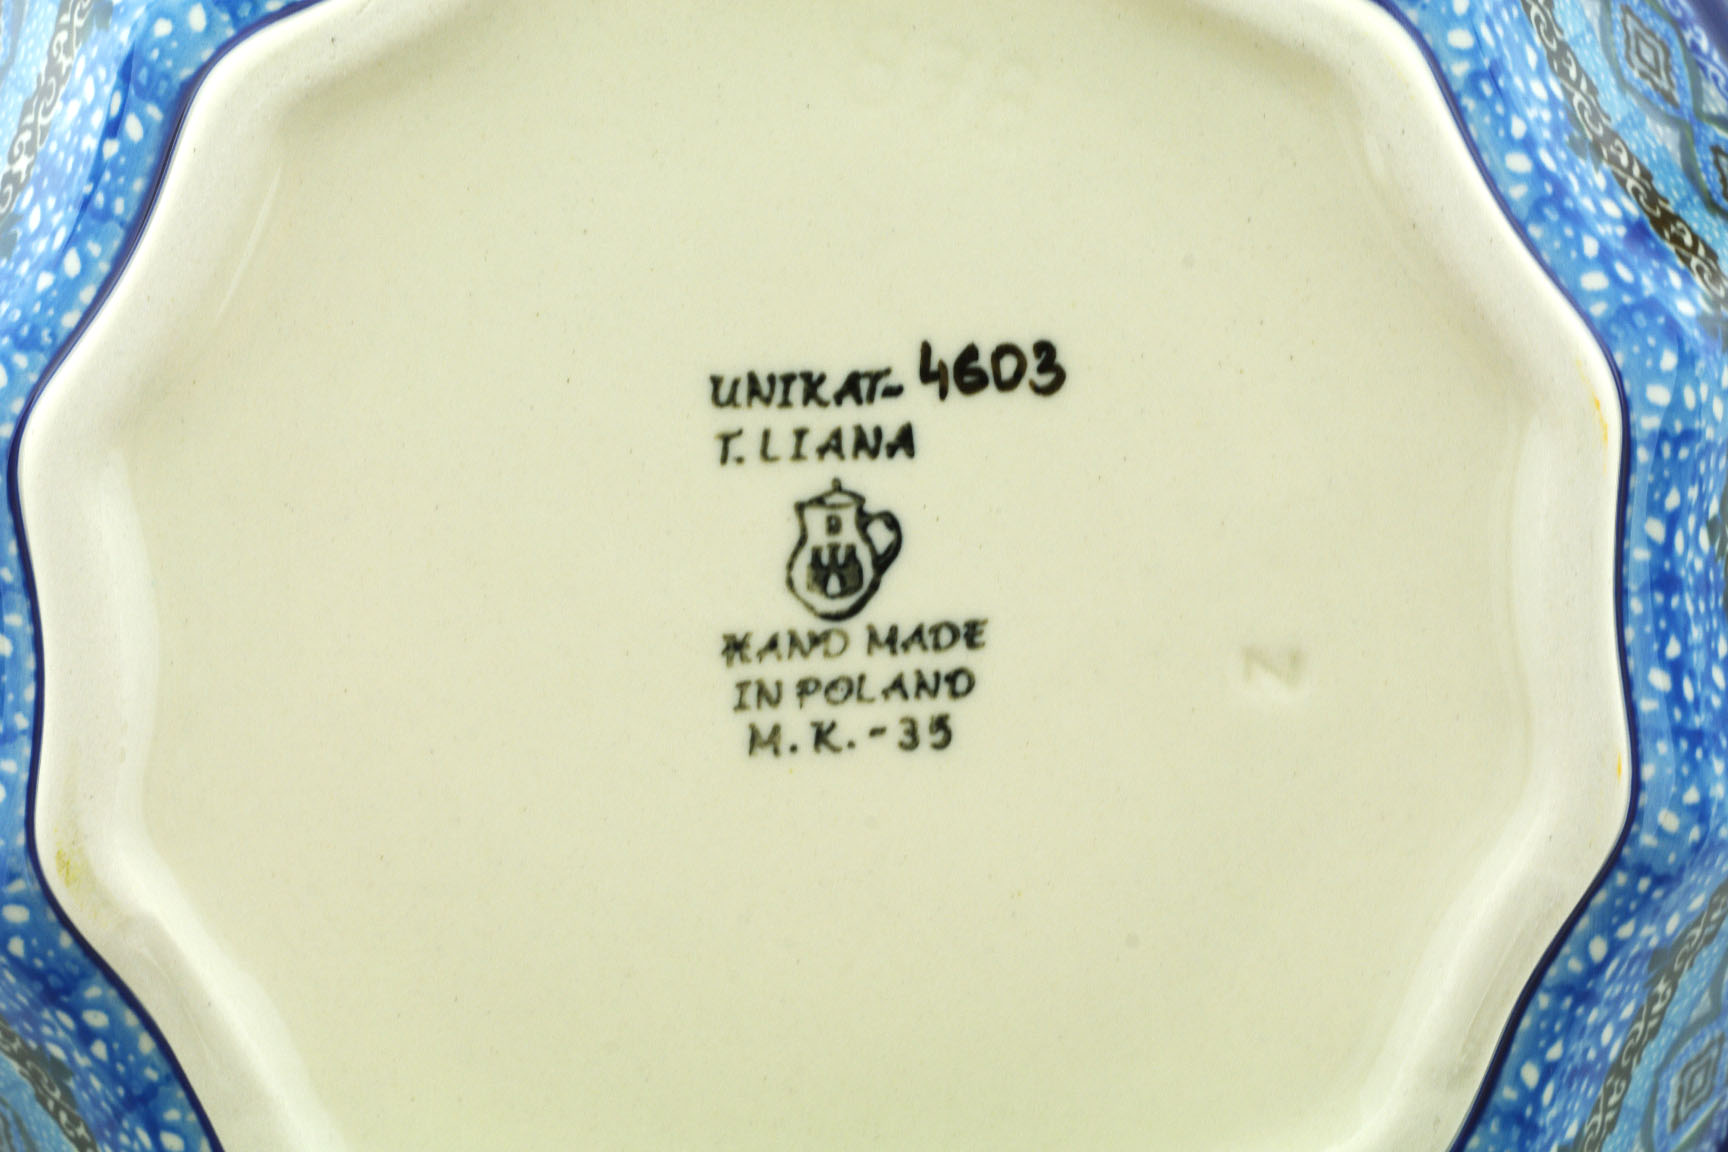 UNIKAT-4603
T. LIANA
B
HAND MADE
IN POLAND
M.K.-35
N